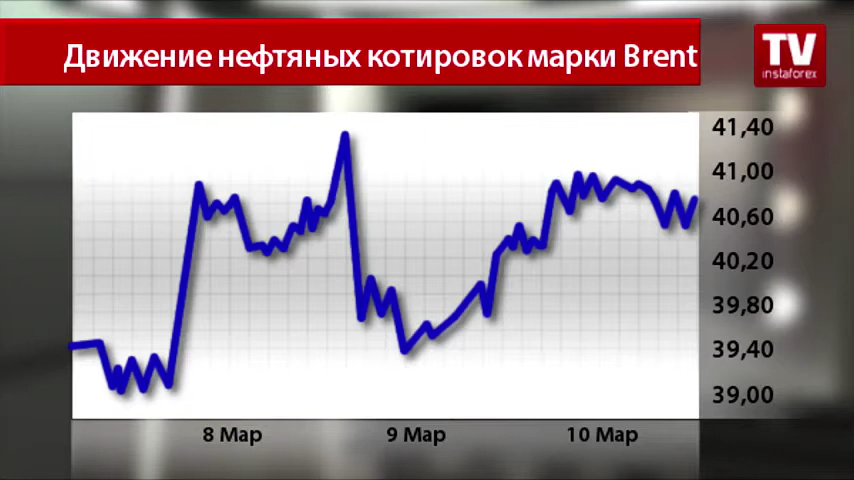 Движение нефтяных котировок марки Brent
TV
instaforex
41,40
41,00
40,60
40,20
39,80
39,40
39,00
8 Мар
9 Мар
10 Мар